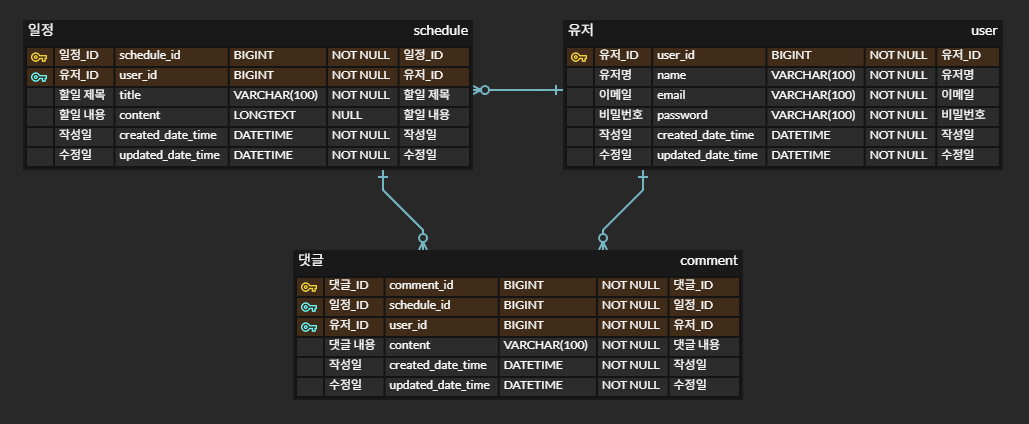 일정 schedule
일정_ID schedule_id BIGINT NOT NULL 일정_ID
유저_ID user_id BIGINT NOT NULL 유저_ID
할일 제목 title VARCHAR(100) NOT NULL 할일 제목
할일 내용 content LONGTEXT NULL 할일 내용
작성일 created_date_time DATETIME NOT NULL 작성일
수정일 updated_date_time DATETIME NOT NULL 수정일
유저 user
유저_ID user_id BIGINT NOT NULL 유저_ID
유저명 name VARCHAR(100) NOT NULL 유저명
이메일 email VARCHAR(100) NOT NULL 이메일
비밀번호 password VARCHAR(100) NOT NULL 비밀번호
작성일 created_date_time DATETIME NOT NULL 작성일
수정일 updated_date_time DATETIME NOT NULL 수정일
댓글 comment
댓글_ID comment_id BIGINT NOT NULL 댓글_ID
일정_ID schedule_id BIGINT NOT NULL 일정_ID
유저_ID user_id BIGINT NOT NULL 유저_ID
댓글 내용 content VARCHAR(100) NOT NULL 댓글 내용
작성일 created_date_time DATETIME NOT NULL 작성일
수정일 updated_date_time DATETIME NOT NULL 수정일